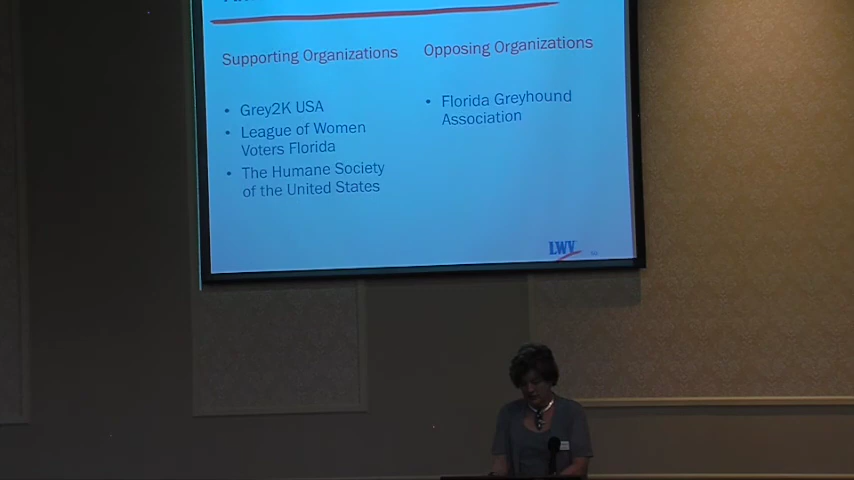 Supporting Organizations
Opposing Organizations
• Grey2K USA
• League of Women
Voters Florida
• The Humane Society
of the United States
• Florida Greyhound
Association
LWV